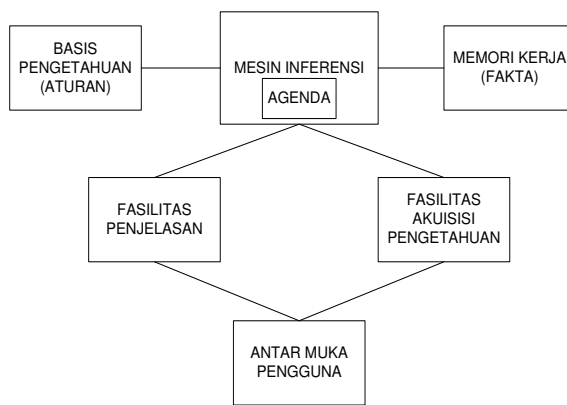 BASIS
PENGETAHUAN
(ATURAN)
MESIN INFERENSI
AGENDA
MEMORI KERJA
(FAKTA)
FASILITAS
PENJELASAN
FASILITAS
AKUISISI
PENGETAHUAN
ANTAR MUKA
PENGGUNA